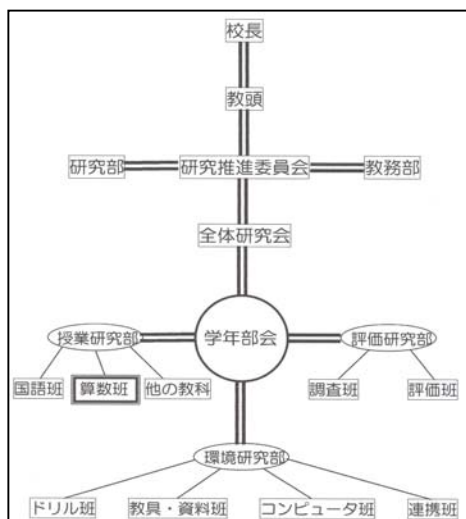 校長
教頭
研究部 研究推進委員会 教務部
全体研究会
授業研究部 学年部会 評価研究部
国語班 算数班 他の教科 調査班 評価班
環境研究部
ドリル班 教具・資料班 コンピュータ班 連携班